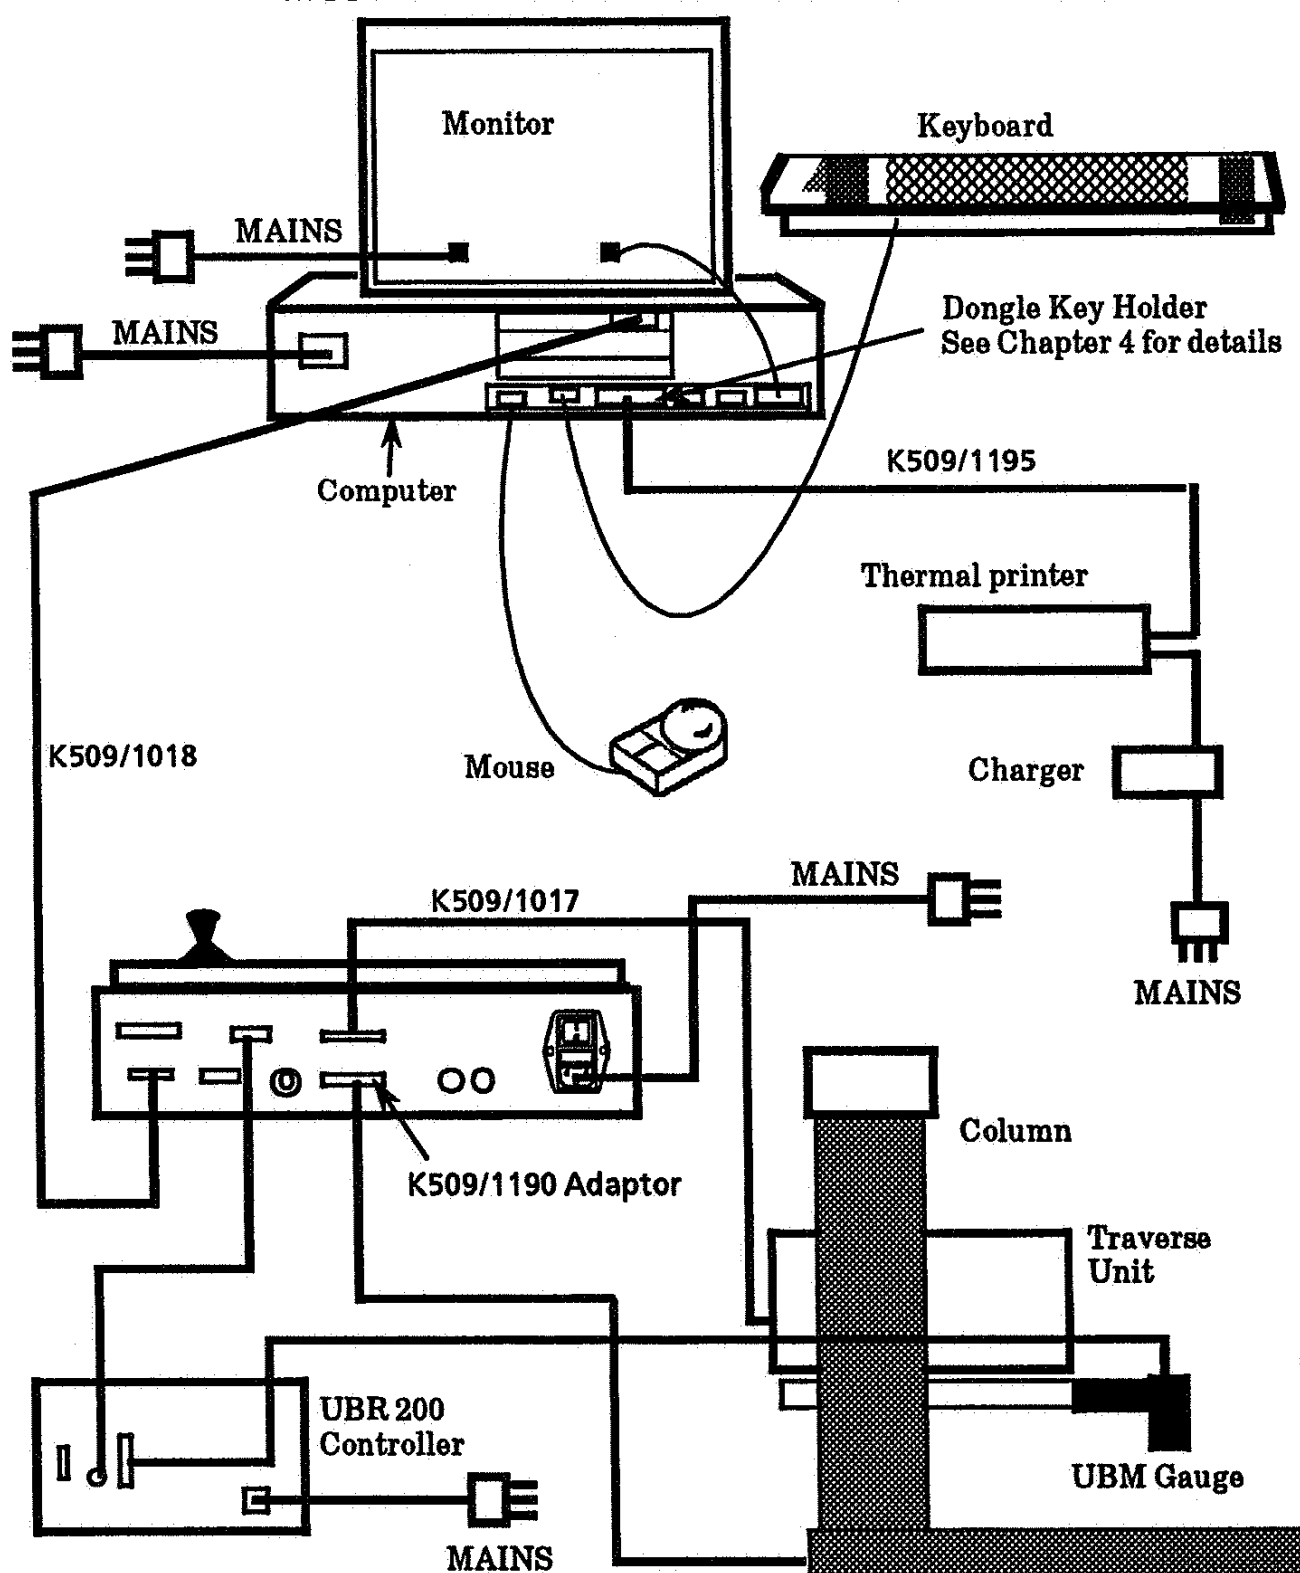 Monitor
Keyboard
MAINS
MAINS
Dongle Key Holder
See Chapter 4 for details
K509/1195
Computer
Thermal printer
K509/1018
Mouse
Charger
MAINS
K509/1017
MAINS
Column
K509/1190 Adaptor
Traverse
Unit
UBR 200
Controller
UBM Gauge
MAINS